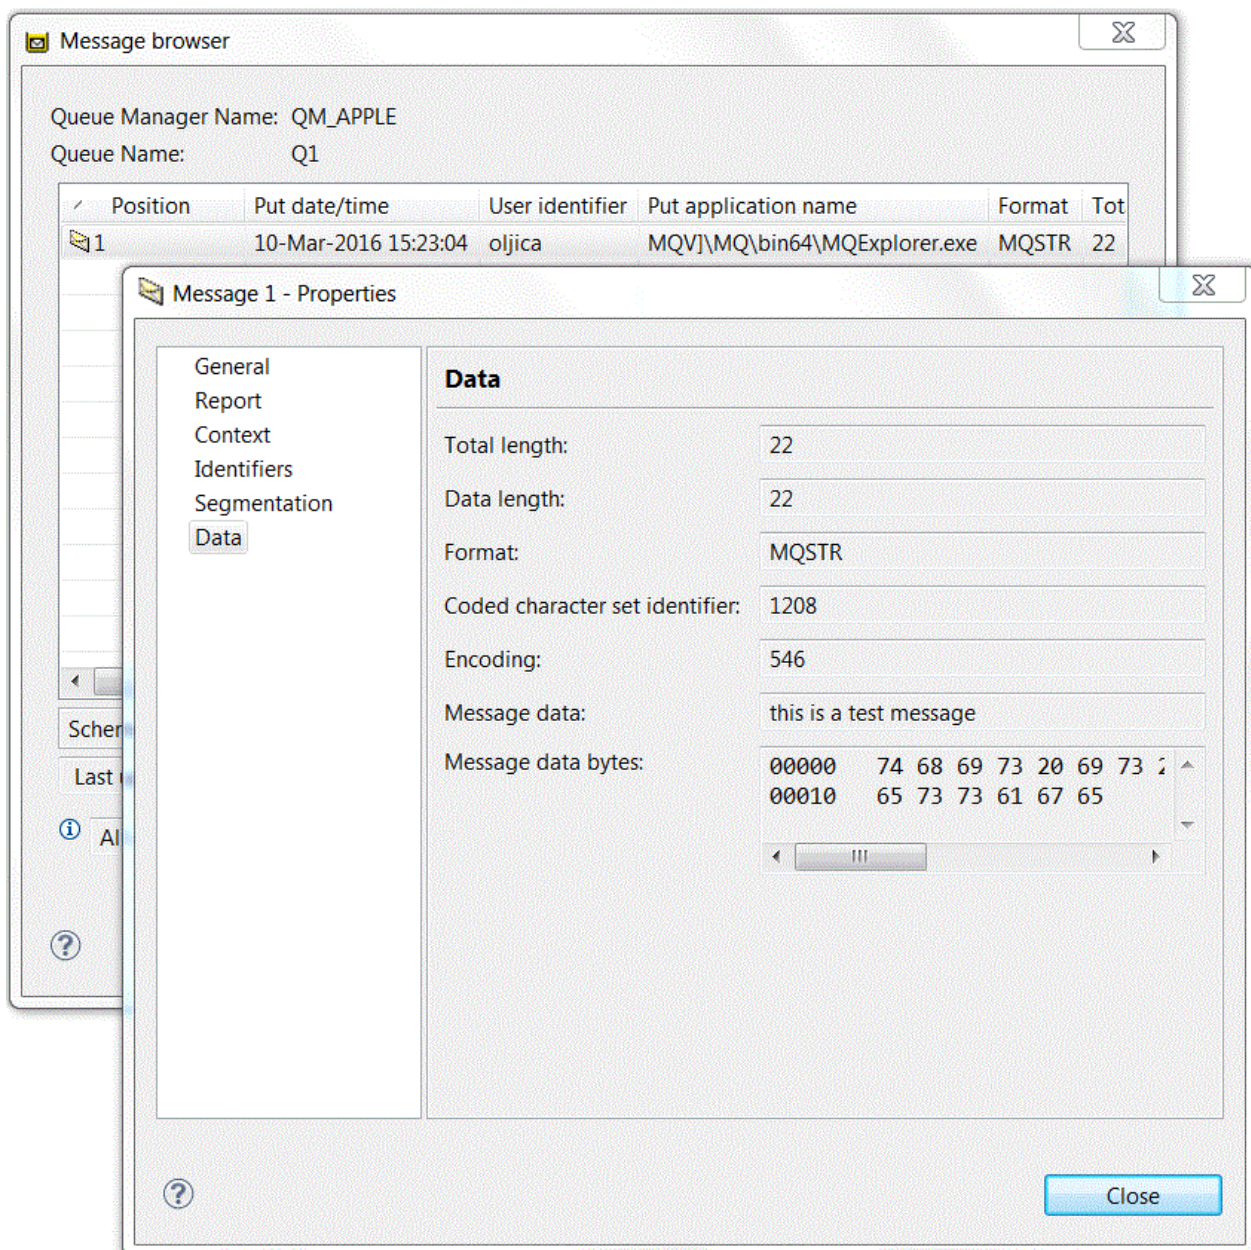 Message browser
Queue Manager Name: QM_APPLE
Queue Name: Q1
Position Put date/time User identifier Put application name Format Tot
1 10-Mar-2016 15:23:04 oljica MQV]\MQ\bin64\MQExplorer.exe MQSTR 22
Message 1 - Properties
General
Report
Context
Identifiers
Segmentation
Data
Data
Total length: 22
Data length: 22
Format: MQSTR
Coded character set identifier: 1208
Encoding: 546
Message data: this is a test message
Message data bytes:
00000 74 68 69 73 20 69 73
00010 65 73 73 61 67 65
Scher
Last
Al
Close